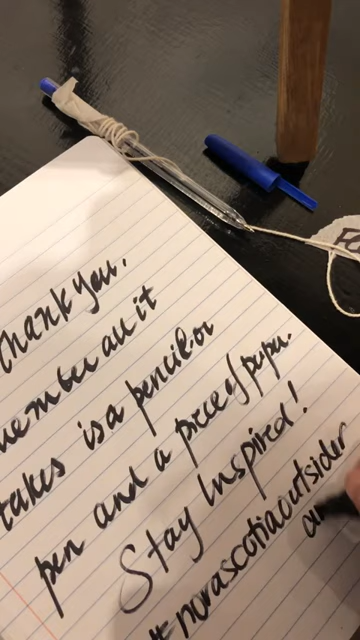 Thank you.
member all it
takes is a pencil or
pen and a piece of paper.
Stay Inspired!
#novascotiaoutsider